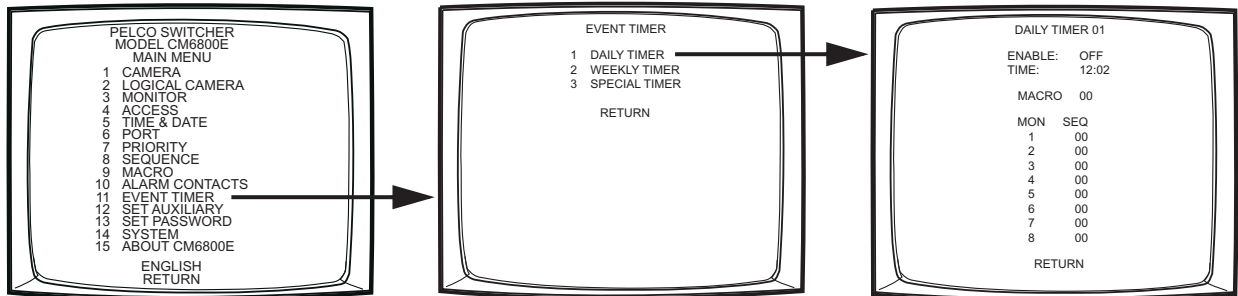 PELCO SWITCHER
MODEL CM6800E
MAIN MENU
1 CAMERA
2 LOGICAL CAMERA
3 MONITOR
4 ACCESS
5 TIME & DATE
6 PORT
7 PRIORITY
8 SEQUENCE
9 MACRO
10 ALARM CONTACTS
11 EVENT TIMER
12 SET AUXILIARY
13 SET PASSWORD
14 SYSTEM
15 ABOUT CM6800E
ENGLISH
RETURN
EVENT TIMER
1 DAILY TIMER
2 WEEKLY TIMER
3 SPECIAL TIMER
RETURN
DAILY TIMER 01
ENABLE: OFF
TIME: 12:02
MACRO 00
MON SEQ
1 00
2 00
3 00
4 00
5 00
6 00
7 00
8 00
RETURN